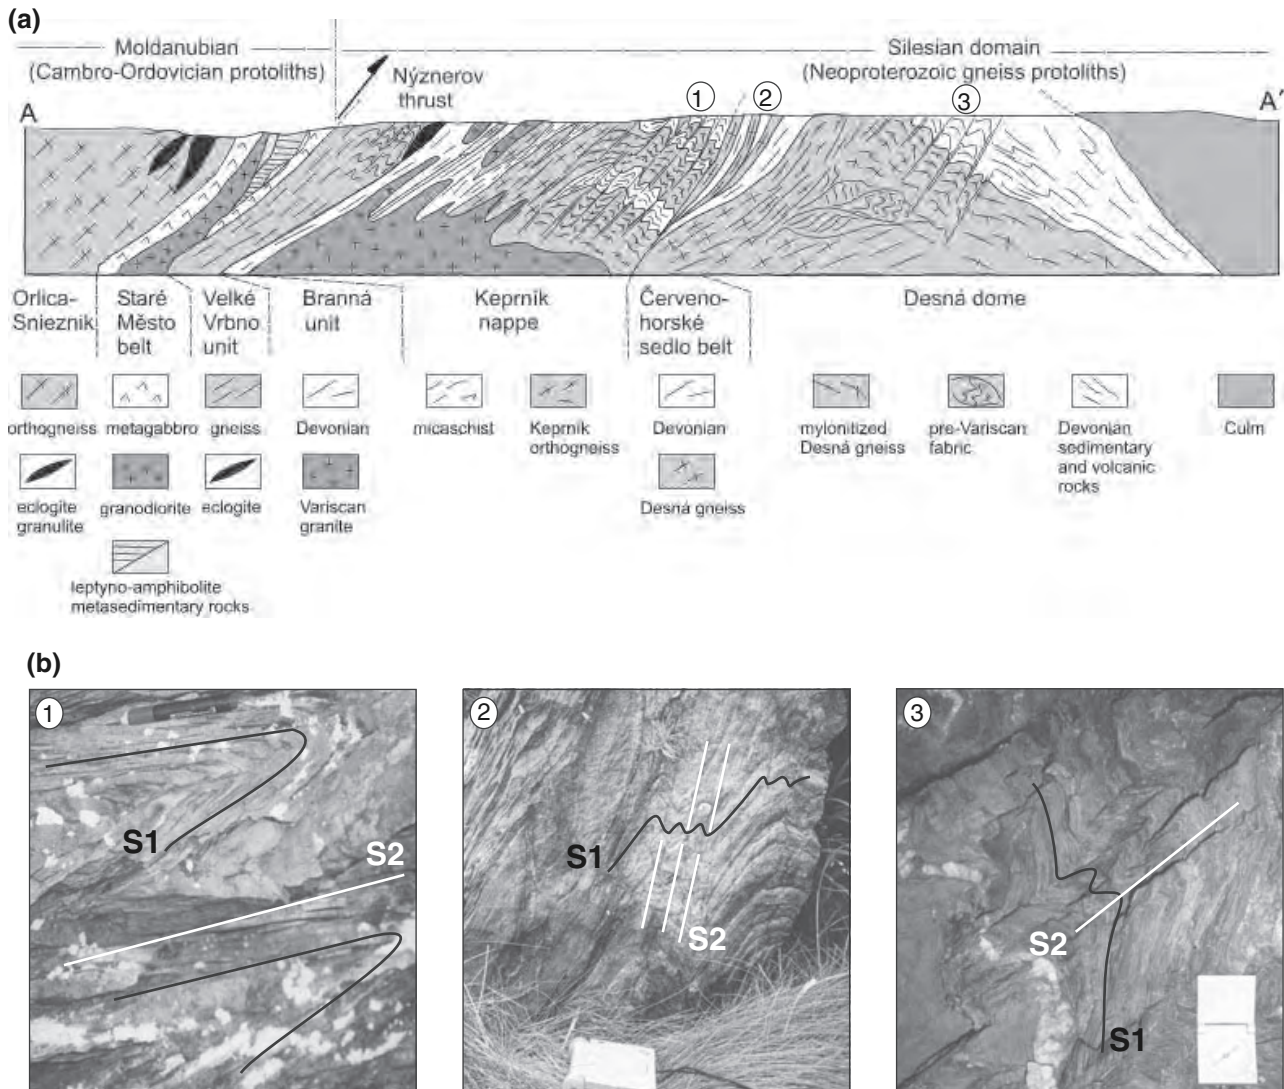 (a)
Moldanubian
(Cambro-Ordovician protoliths)
Silesian domain
(Neoproterozoic gneiss protoliths)
Nýznerov
thrust
1
2
3
A
A′
Orlica-
Snieznik
Staré
Město
belt
Velké
Vrbno
unit
Branná
unit
Keprník
nappe
Červeno-
horské
sedlo belt
Desná dome
orthogneiss
metagabbro
gneiss
Devonian
micaschist
Keprnik
orthogneiss
Devonian
mylonitized
Desná gneiss
pre-Variscan
fabric
Devonian
sedimentary
and volcanic
rocks
Culm
eclogite
granulite
granodiorite
eclogite
Variscan
granite
Desná gneiss
leptyno-amphibolite
metasedimentary rocks
(b)
1
S1
S2
2
S1
S2
3
S2
S1